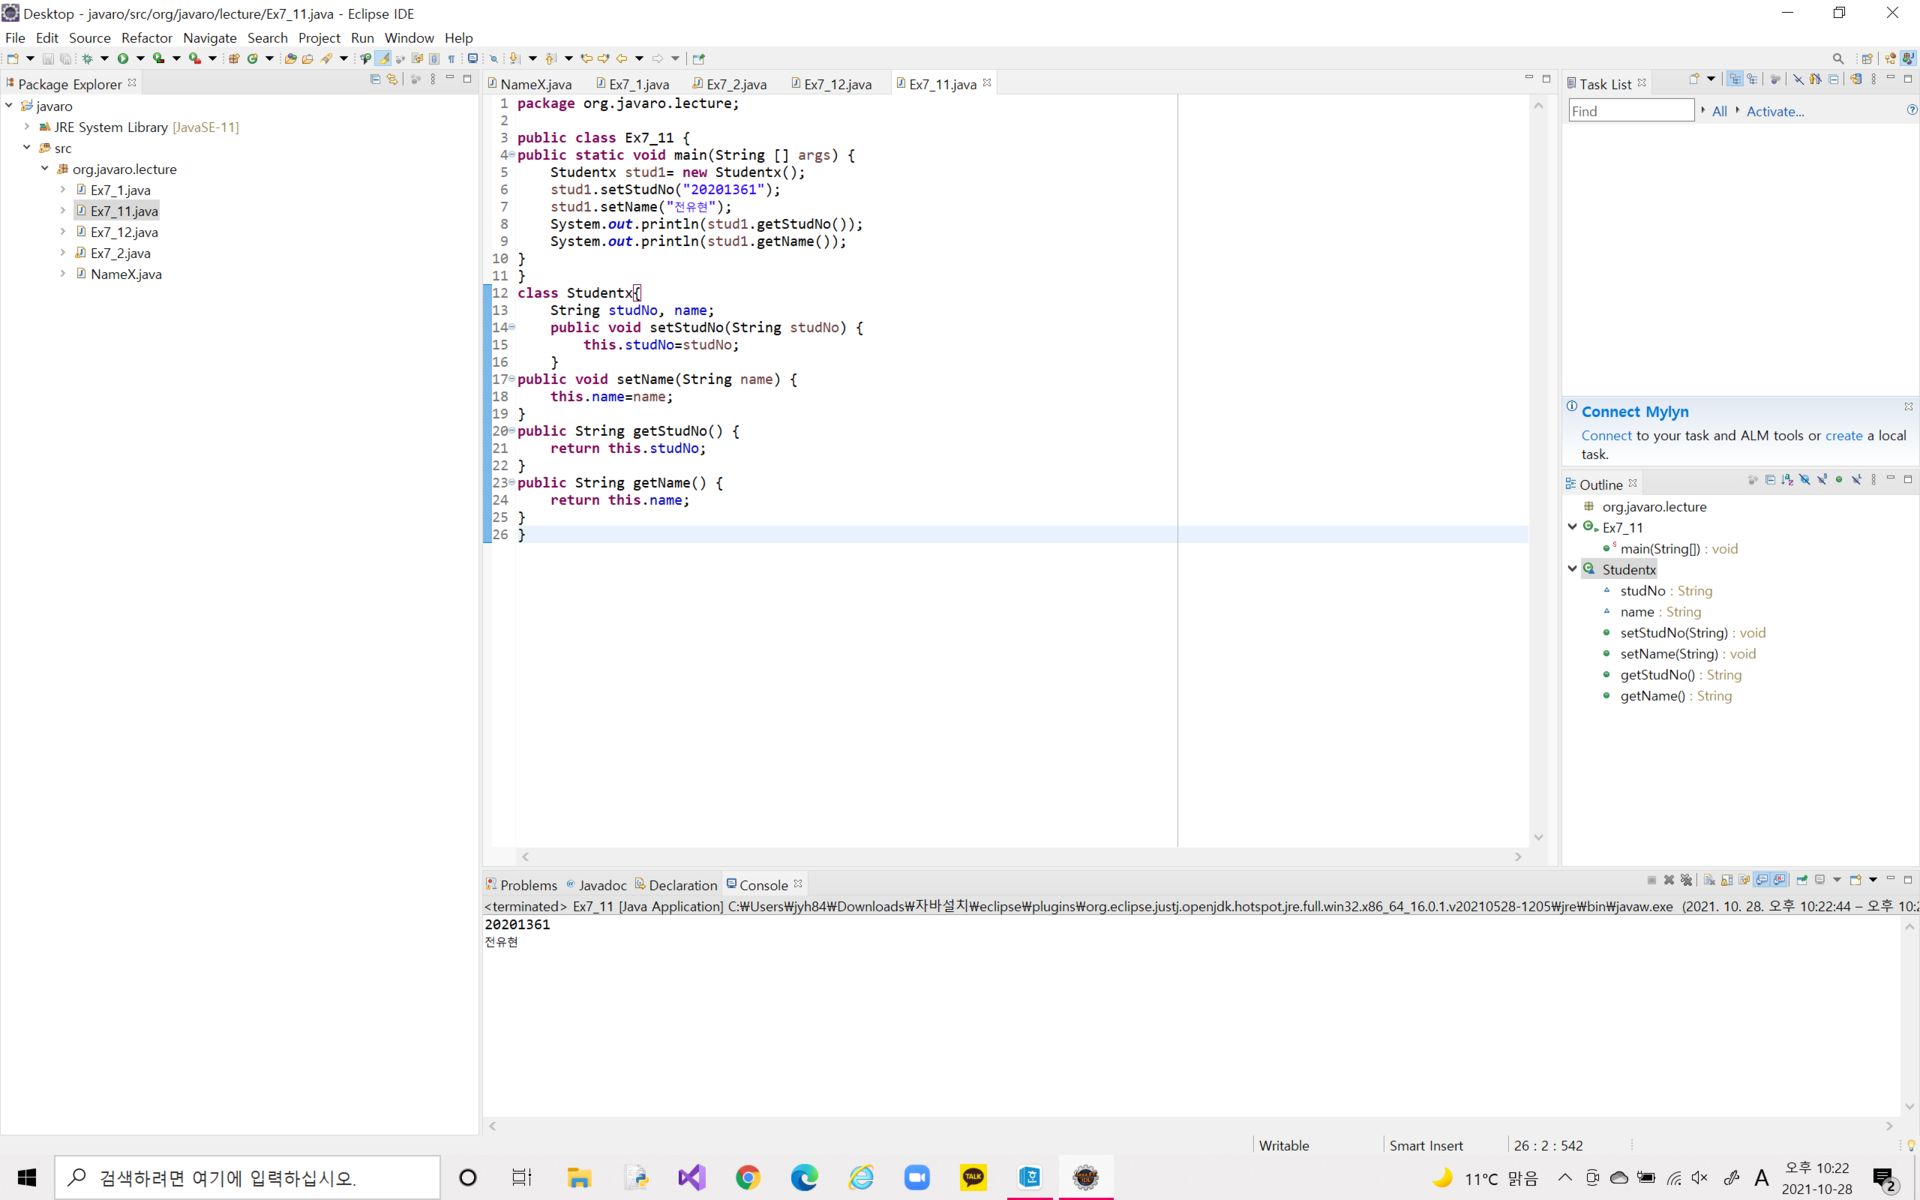 Desktop - javaro/src/org/javaro/lecture/Ex7_11.java - Eclipse IDE
File Edit Source Refactor Navigate Search Project Run Window Help
Package Explorer
javaro
JRE System Library [JavaSE-11]
src
org.javaro.lecture
Ex7_1.java
Ex7_11.java
Ex7_12.java
Ex7_2.java
NameX.java
NameX.java Ex7_1.java Ex7_2.java Ex7_12.java Ex7_11.java
1 package org.javaro.lecture;
2
3 public class Ex7_11 {
4 public static void main(String [] args) {
5 Studentx stud1= new Studentx();
6 stud1.setStudNo("20201361");
7 stud1.setName("전유현");
8 System.out.println(stud1.getStudNo());
9 System.out.println(stud1.getName());
10 }
11 }
12 class Studentx{
13 String studNo, name;
14 public void setStudNo(String studNo) {
15 this.studNo=studNo;
16 }
17 public void setName(String name) {
18 this.name=name;
19 }
20 public String getStudNo() {
21 return this.studNo;
22 }
23 public String getName() {
24 return this.name;
25 }
26 }
Task List
Find All Activate...
Connect Mylyn
Connect to your task and ALM tools or create a local
task.
Outline
org.javaro.lecture
Ex7_11
main(String[]) : void
Studentx
studNo : String
name : String
setStudNo(String) : void
setName(String) : void
getStudNo() : String
getName() : String
Problems Javadoc Declaration Console
<terminated> Ex7_11 [Java Application] C:₩Users₩jyh84₩Downloads₩자바설치₩eclipse₩plugins₩org.eclipse.justj.openjdk.hotspot.jre.full.win32.x86_64_16.0.1.v20210528-1205₩jre₩bin₩javaw.exe (2021. 10. 28. 오후 10:22:44 – 오후 10:2
20201361
전유현
Writable Smart Insert 26 : 2 : 542
검색하려면 여기에 입력하십시오.
TALK
11°C 맑음
A
오후 10:22
2021-10-28
2